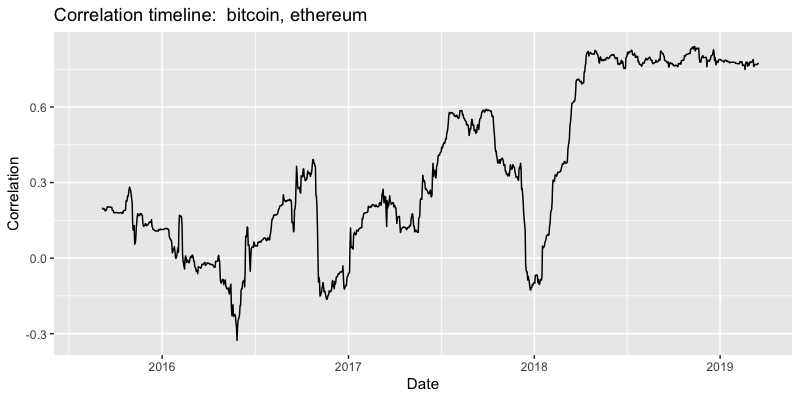 Correlation timeline:  bitcoin, ethereum
Correlation
0.6
0.3
0.0
-0.3
2016 2017 2018 2019
Date